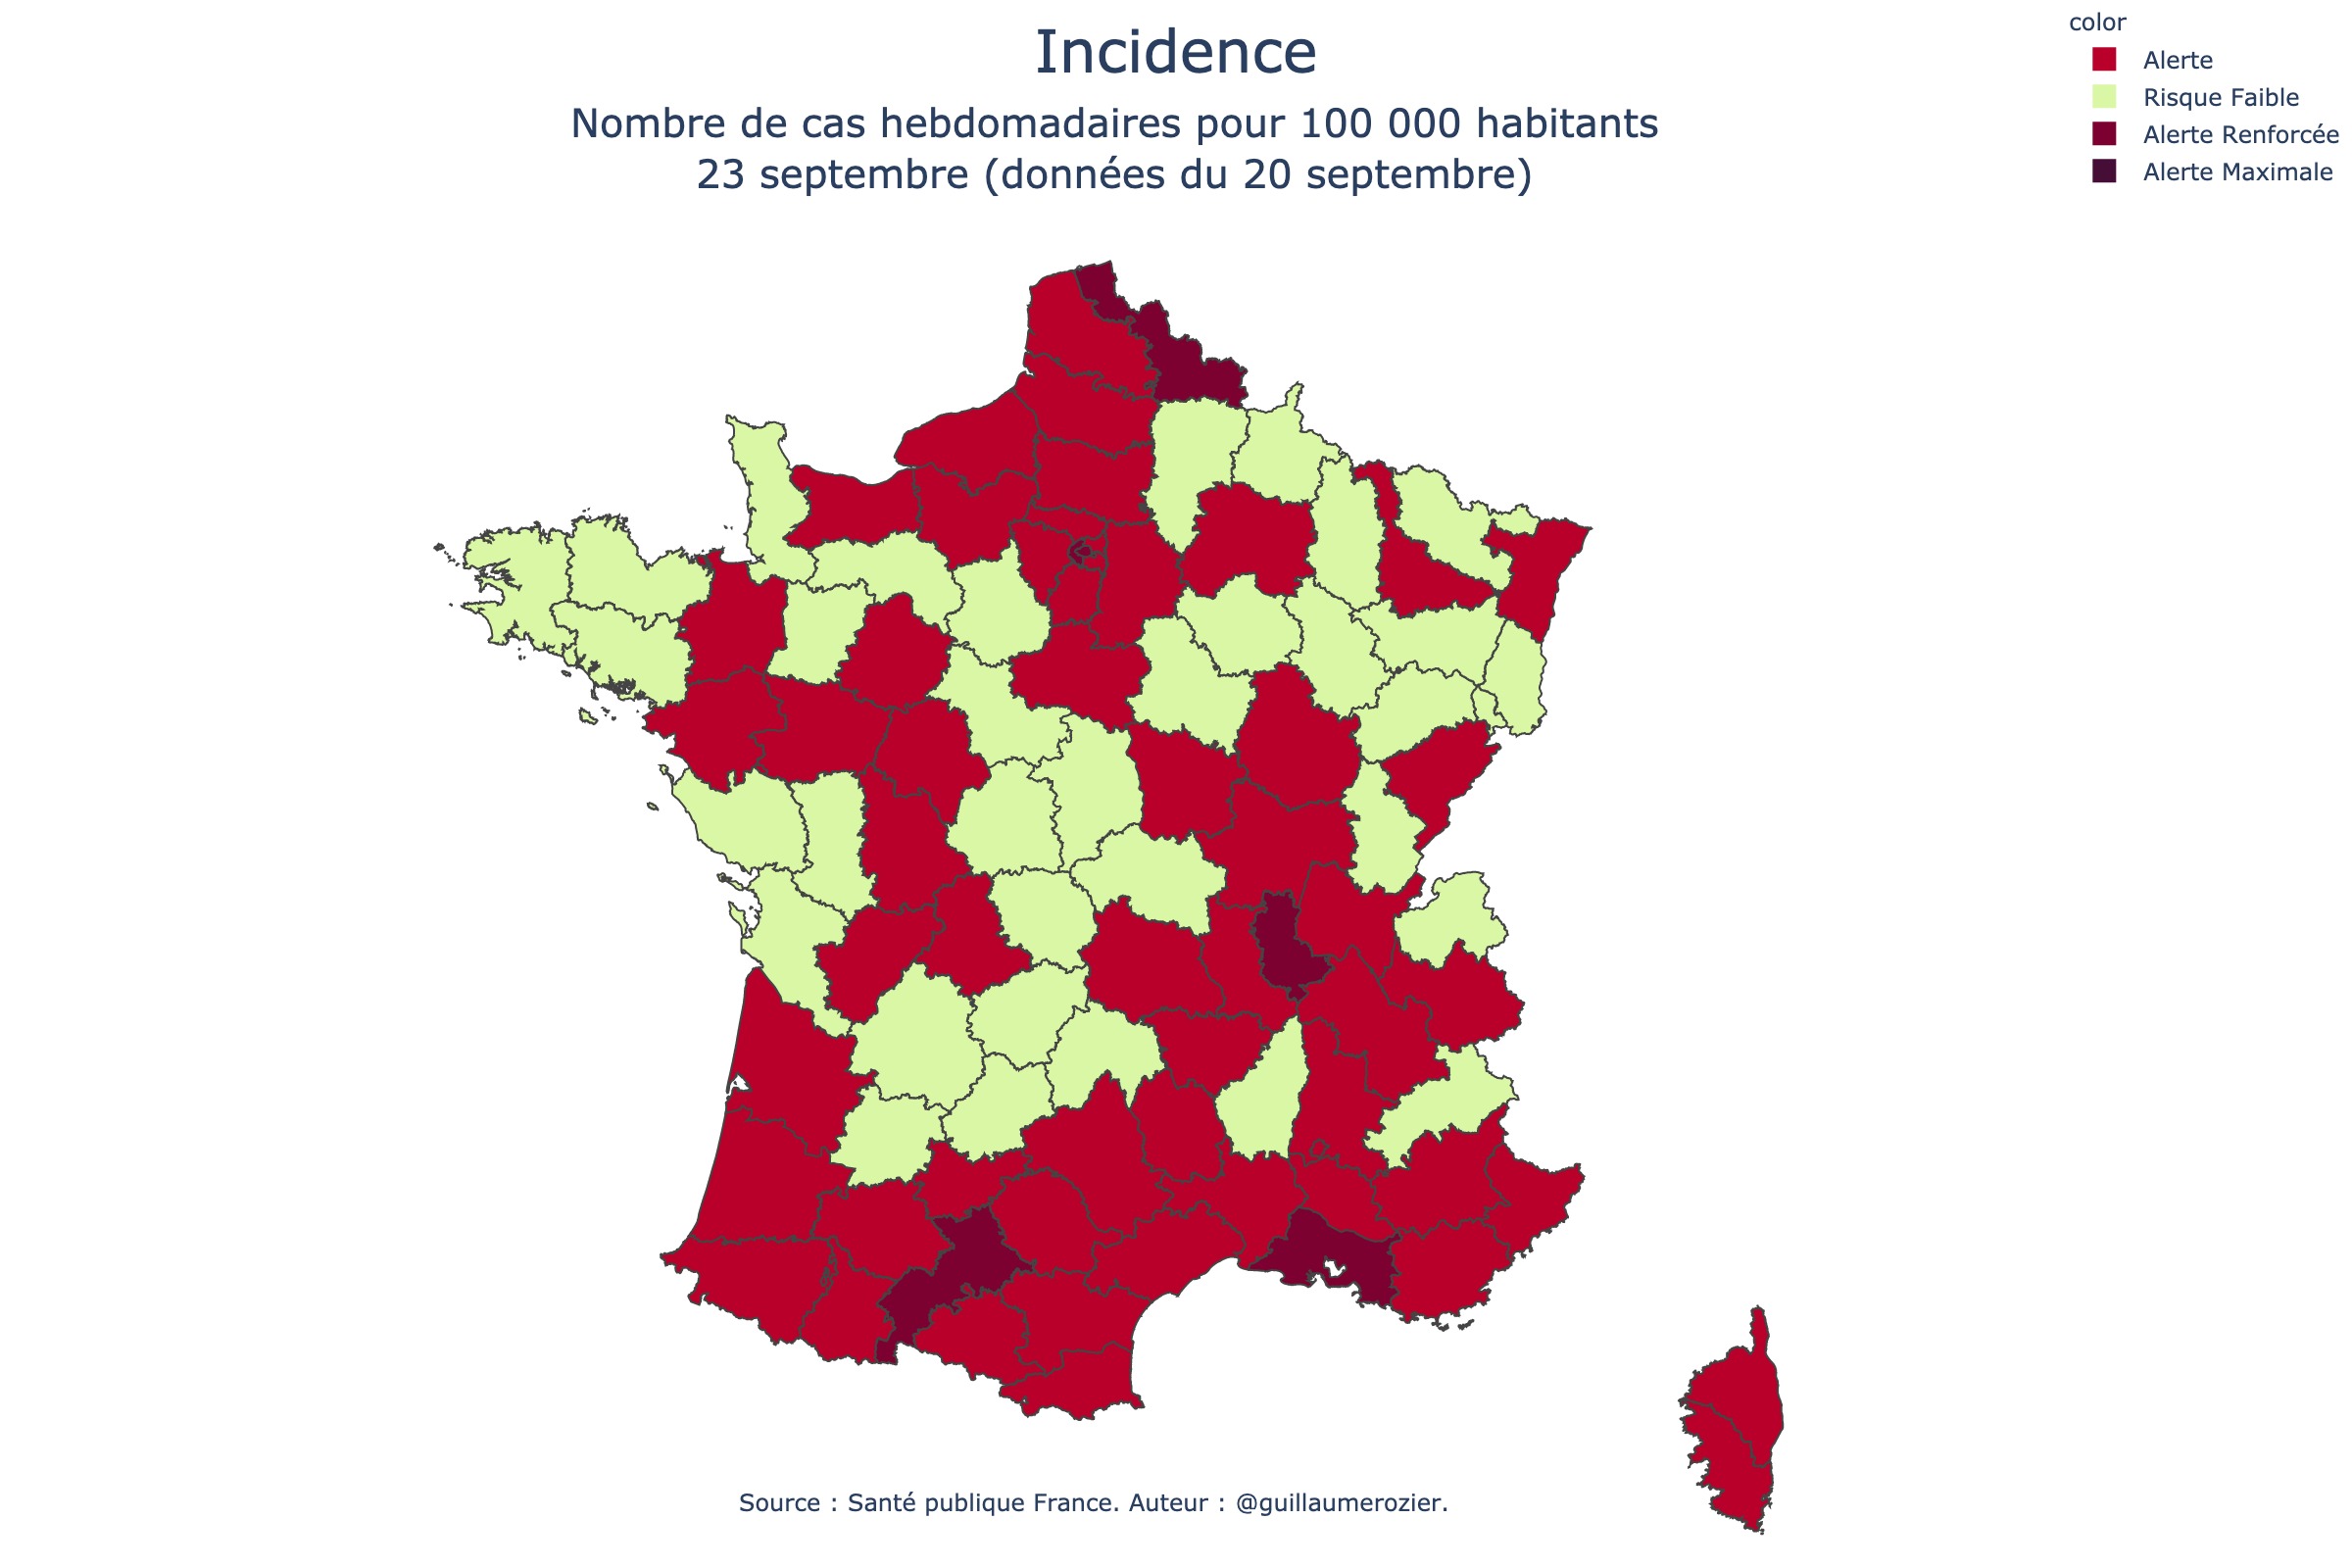 Incidence
Nombre de cas hebdomadaires pour 100 000 habitants
23 septembre (données du 20 septembre)
color
Alerte
Risque Faible
Alerte Renforcée
Alerte Maximale
Source : Santé publique France. Auteur : @guillaumerozier.